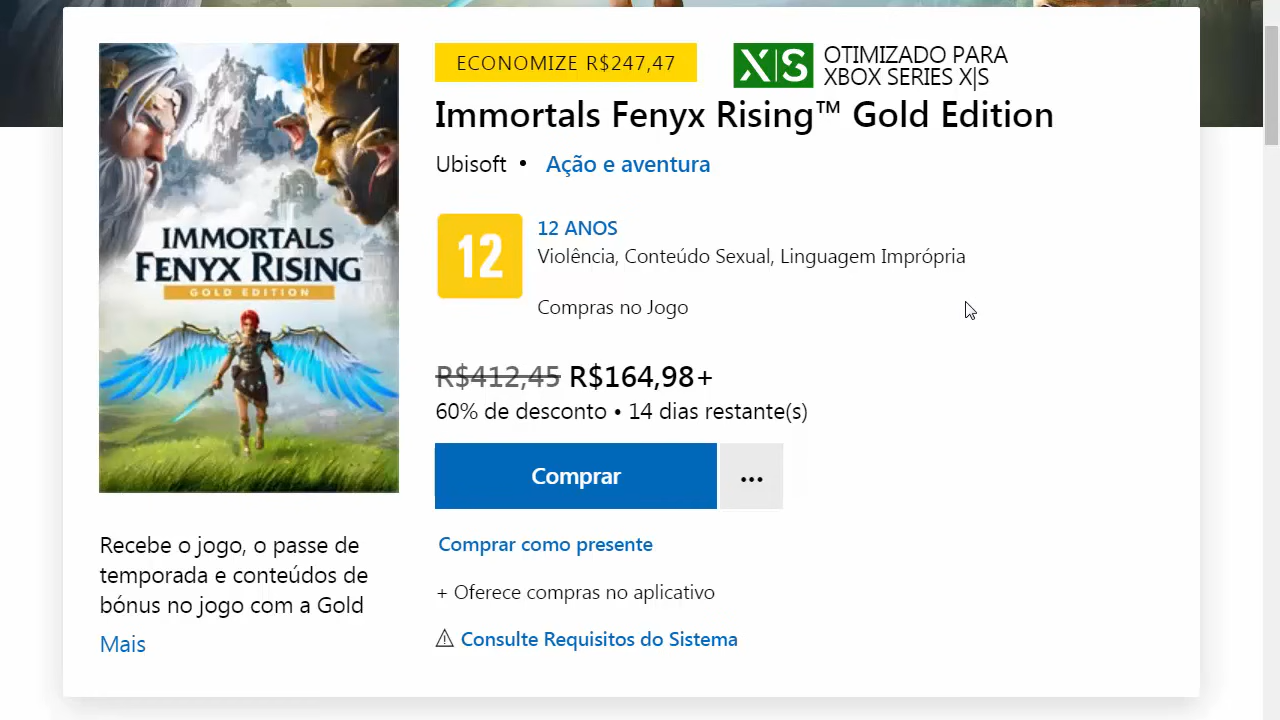 ECONOMIZE R$247,47
X|S
OTIMIZADO PARA
XBOX SERIES X|S
Immortals Fenyx Rising™ Gold Edition
Ubisoft • Ação e aventura
12
12 ANOS
Violência, Conteúdo Sexual, Linguagem Imprópria
Compras no Jogo
IMMORTALS
FENYX RISING
GOLD EDITION
R$412,45 R$164,98+
60% de desconto • 14 dias restante(s)
Comprar
...
Comprar como presente
+ Oferece compras no aplicativo
⚠ Consulte Requisitos do Sistema
Recebe o jogo, o passe de
temporada e conteúdos de
bónus no jogo com a Gold
Mais